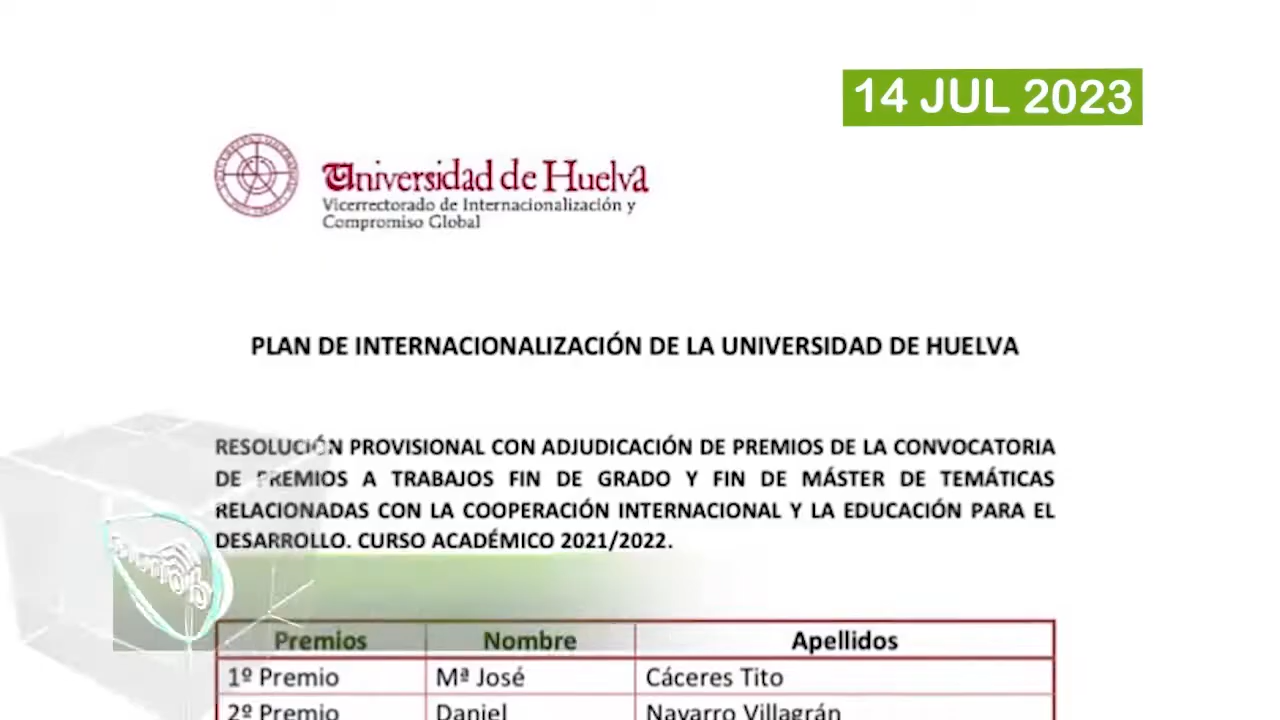 14 JUL 2023
Universidad de Huelva
Vicerrectorado de Internacionalización y
Compromiso Global
PLAN DE INTERNACIONALIZACIÓN DE LA UNIVERSIDAD DE HUELVA
RESOLUCIÓN PROVISIONAL CON ADJUDICACIÓN DE PREMIOS DE LA CONVOCATORIA
DE PREMIOS A TRABAJOS FIN DE GRADO Y FIN DE MÁSTER DE TEMÁTICAS
RELACIONADAS CON LA COOPERACIÓN INTERNACIONAL Y LA EDUCACIÓN PARA EL
DESARROLLO. CURSO ACADÉMICO 2021/2022.
Premios Nombre Apellidos
1º Premio Mª José Cáceres Tito
2º Premio Daniel Navarro Villagrán